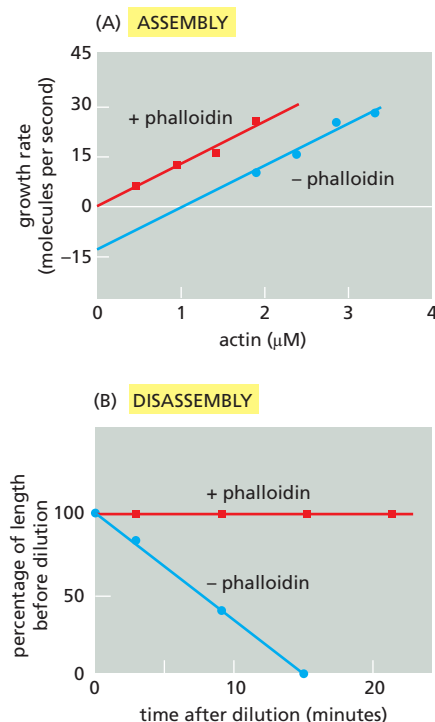 (A) ASSEMBLY
45
30
15
0
–15
growth rate
(molecules per second)
+ phalloidin
– phalloidin
0 1 2 3 4
actin (μM)
(B) DISASSEMBLY
100
50
0
percentage of length
before dilution
+ phalloidin
– phalloidin
0 10 20
time after dilution (minutes)